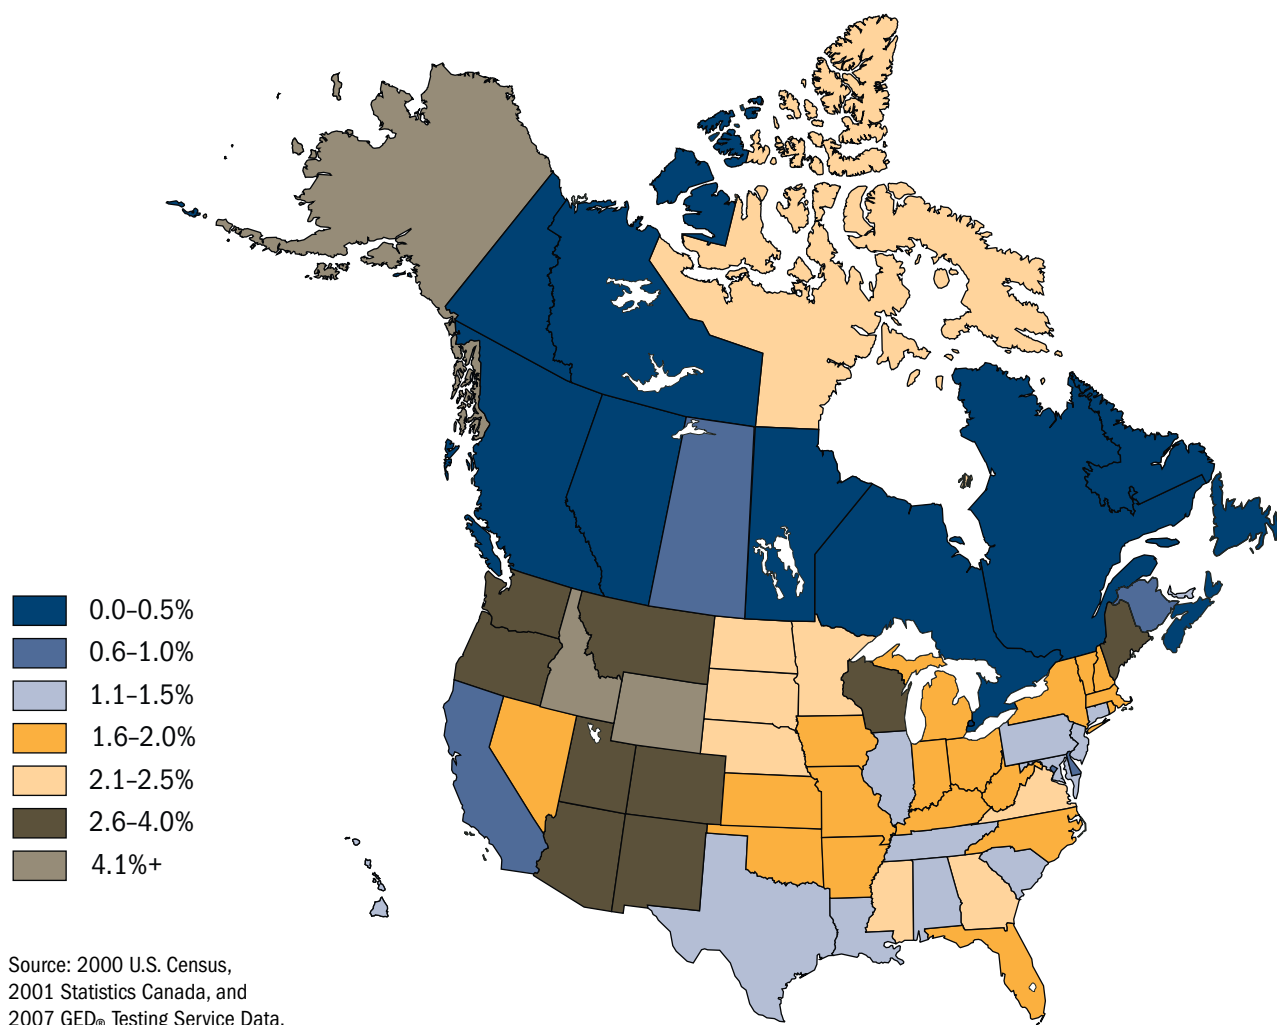 0.0–0.5%
0.6–1.0%
1.1–1.5%
1.6–2.0%
2.1–2.5%
2.6–4.0%
4.1%+
Source: 2000 U.S. Census,
2001 Statistics Canada, and
2007 GED® Testing Service Data.